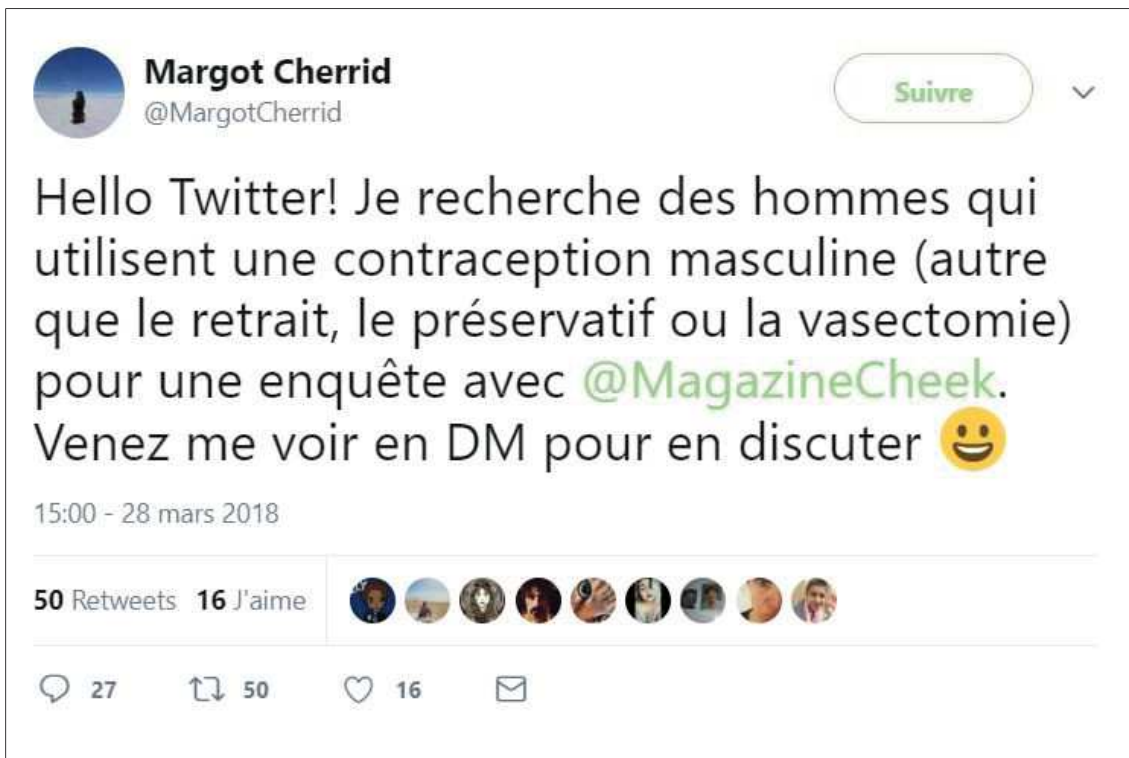 Margot Cherrid
@MargotCherrid
Suivre
Hello Twitter! Je recherche des hommes qui
utilisent une contraception masculine (autre
que le retrait, le préservatif ou la vasectomie)
pour une enquête avec @MagazineCheek.
Venez me voir en DM pour en discuter 😀
15:00 - 28 mars 2018
50 Retweets 16 J'aime
27 50 16